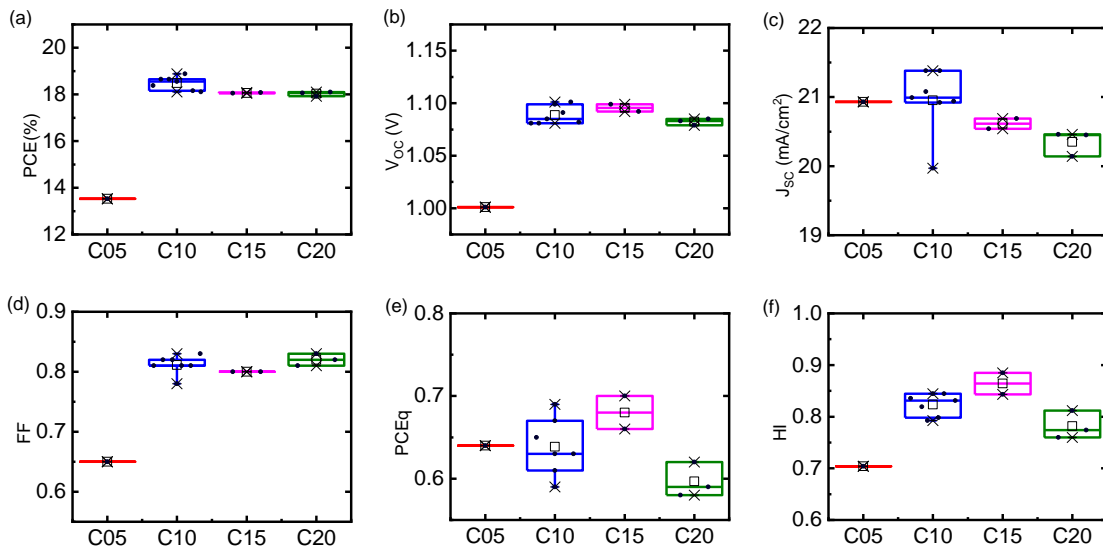 (a)
PCE(%)
20
18
16
14
12
C05 C10 C15 C20
(b)
V_OC (V)
1.15
1.10
1.05
1.00
C05 C10 C15 C20
(c)
J_SC (mA/cm²)
22
21
20
19
C05 C10 C15 C20
(d)
FF
0.9
0.8
0.7
0.6
C05 C10 C15 C20
(e)
PCEq
0.8
0.7
0.6
C05 C10 C15 C20
(f)
HI
1.0
0.9
0.8
0.7
0.6
C05 C10 C15 C20